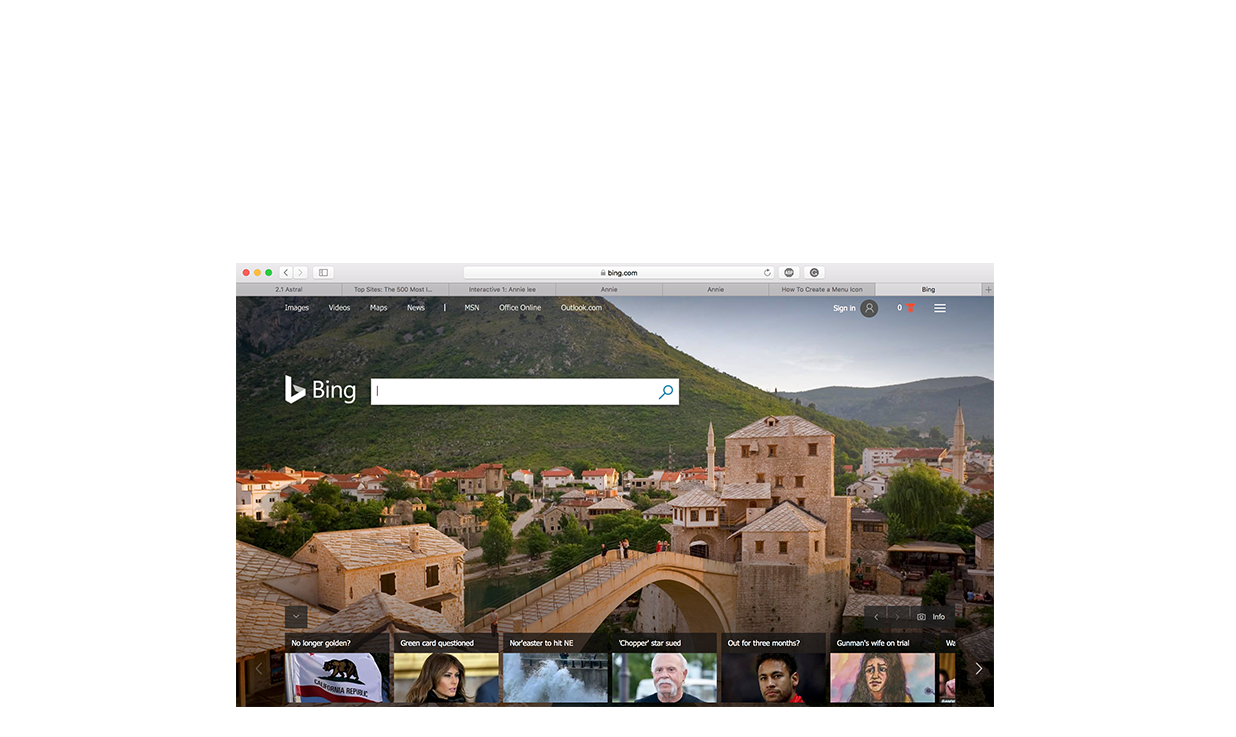 bing.com
ABP
2.1 Astral
Top Sites: The 500 Most I...
Interactive 1: Annie lee
Annie
Annie
How To Create a Menu Icon
Bing
Images
Videos
Maps
News
MSN
Office Online
Outlook.com
Sign in
0
Bing
Info
No longer golden?
Green card questioned
Nor'easter to hit NE
'Chopper' star sued
Out for three months?
Gunman's wife on trial
Wa
CALIFORNIA REPUBLIC